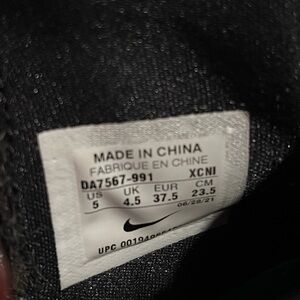 MADE IN CHINA
FABRIQUE EN CHINE
DA7567-991 XCNI
US UK EUR CM
5 4.5 37.5 23.5
06/28/21
UPC